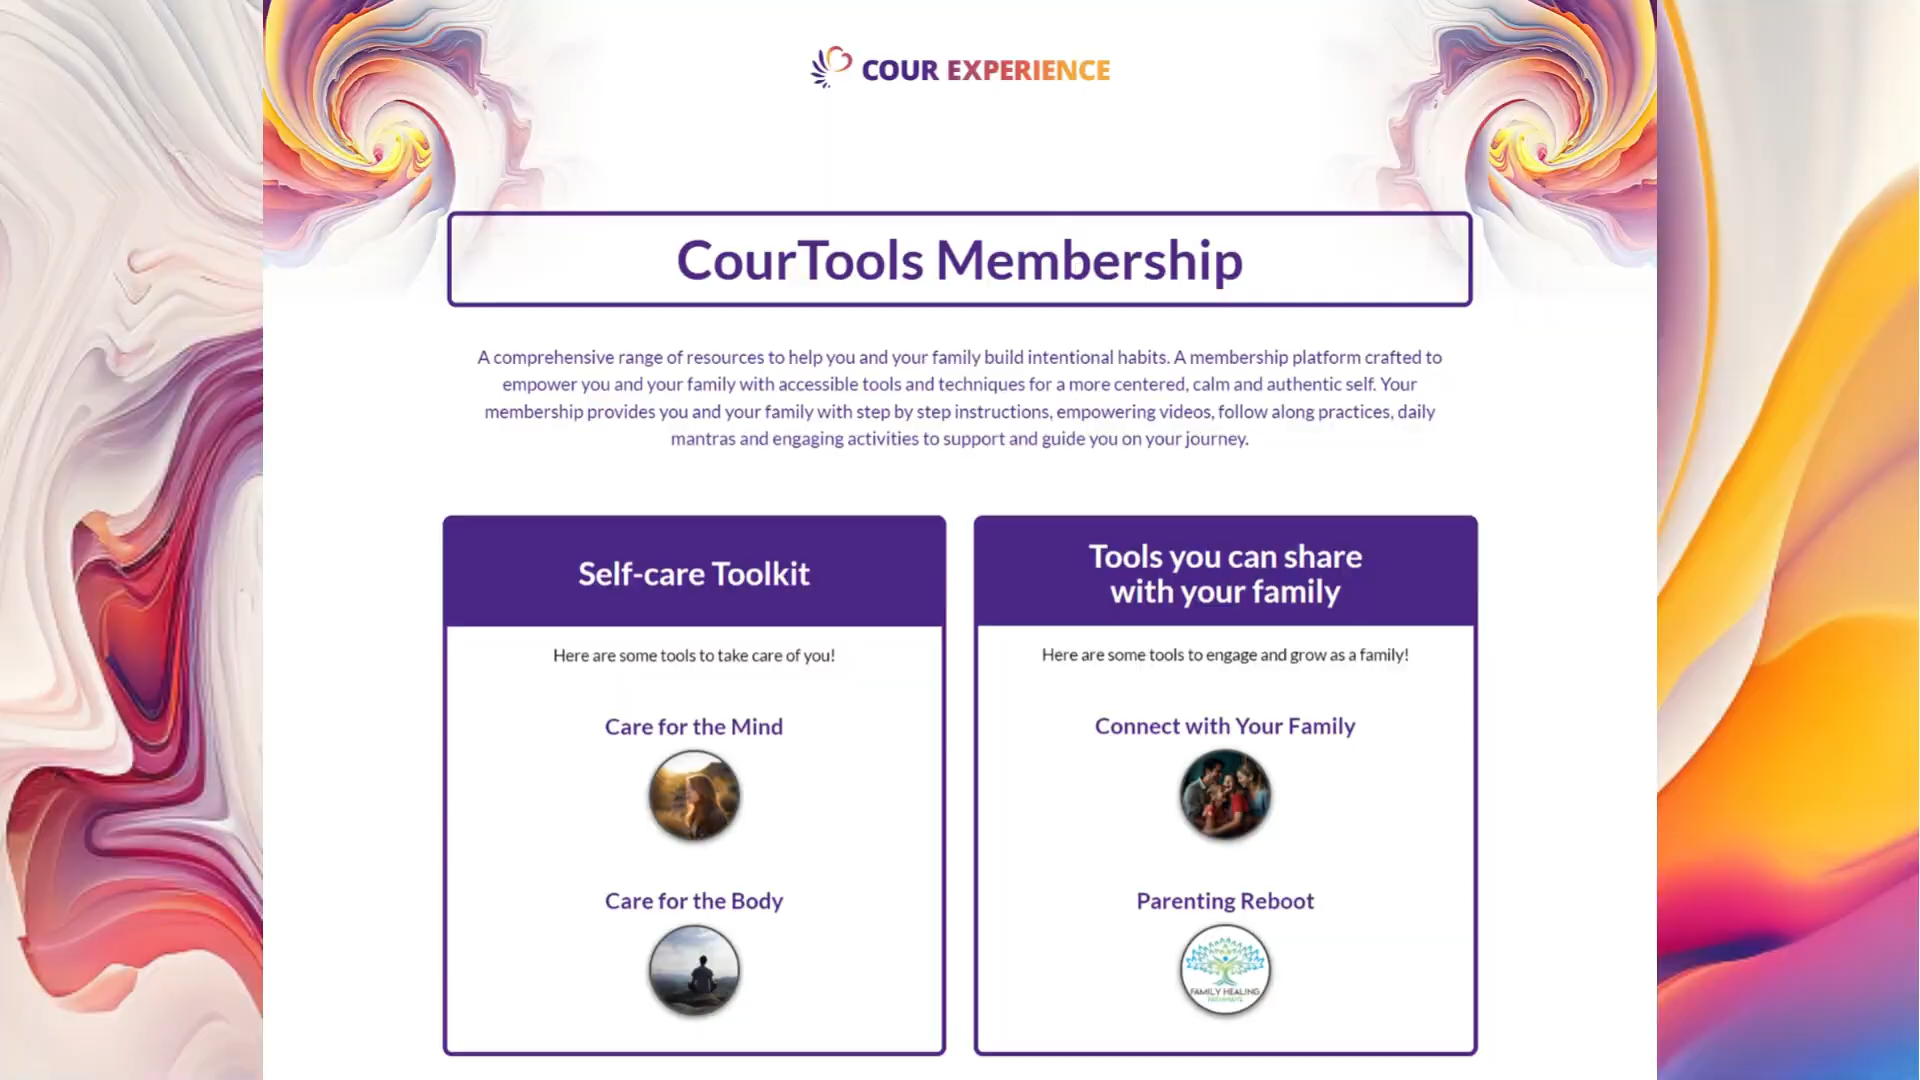 COUR EXPERIENCE
CourTools Membership
A comprehensive range of resources to help you and your family build intentional habits. A membership platform crafted to
empower you and your family with accessible tools and techniques for a more centered, calm and authentic self. Your
membership provides you and your family with step by step instructions, empowering videos, follow along practices, daily
mantras and engaging activities to support and guide you on your journey.
Self-care Toolkit
Here are some tools to take care of you!
Care for the Mind
Care for the Body
Tools you can share
with your family
Here are some tools to engage and grow as a family!
Connect with Your Family
Parenting Reboot
FAMILY HEALING